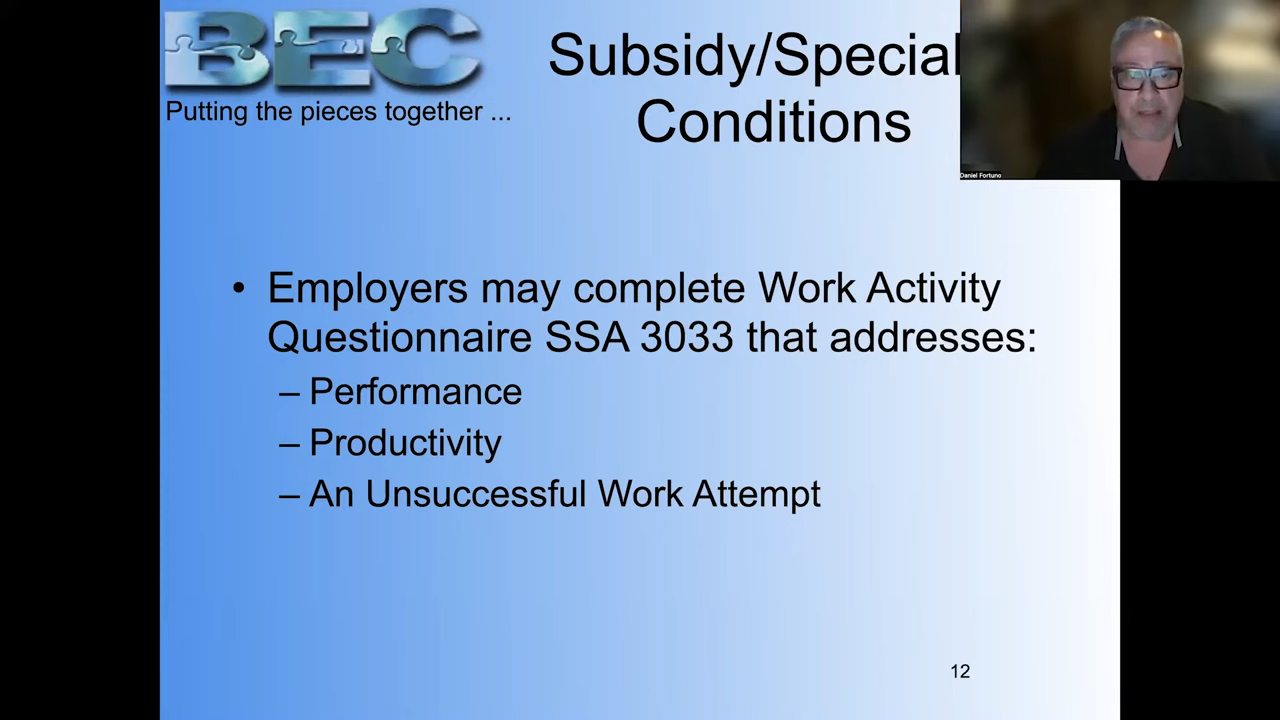 BEC
Putting the pieces together ...
Subsidy/Special
Conditions
Daniel Fortuno
• Employers may complete Work Activity
Questionnaire SSA 3033 that addresses:
– Performance
– Productivity
– An Unsuccessful Work Attempt
12